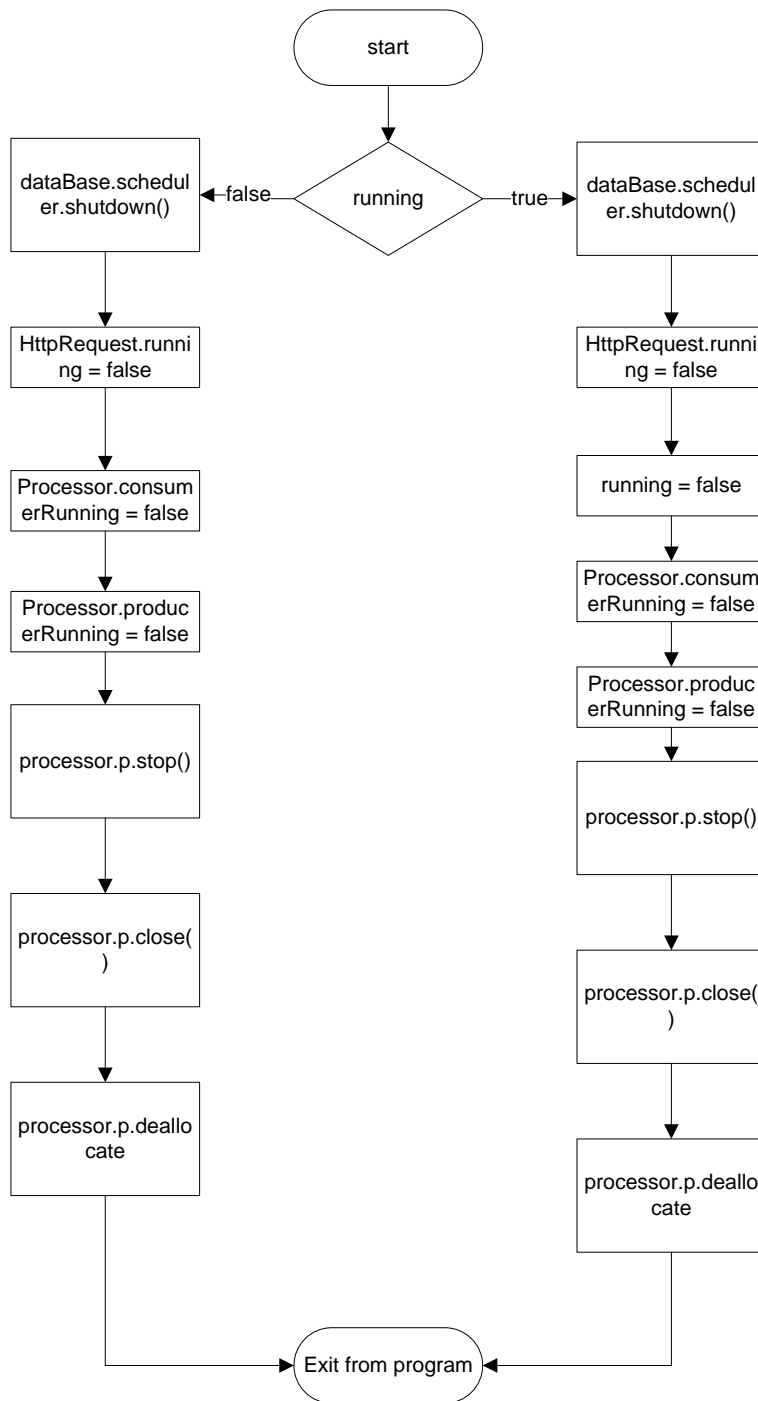 start
running
false
true
dataBase.schedul
er.shutdown()
HttpRequest.runni
ng = false
Processor.consum
erRunning = false
Processor.produc
erRunning = false
processor.p.stop()
processor.p.close(
)
processor.p.deallo
cate
dataBase.schedul
er.shutdown()
HttpRequest.runni
ng = false
running = false
Processor.consum
erRunning = false
Processor.produc
erRunning = false
processor.p.stop()
processor.p.close(
)
processor.p.deallo
cate
Exit from program